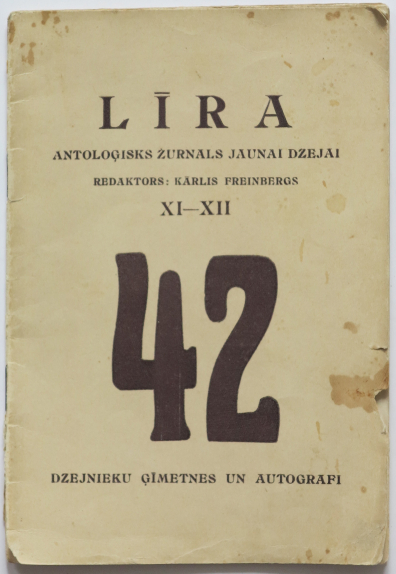 LĪRA
ANTOLOĢISKS ŽURNALS JAUNAI DZEJAI
REDAKTORS: KĀRLIS FREINBERGS
XI—XII
42
DZEJNIEKU ĢĪMETNES UN AUTOGRAFI